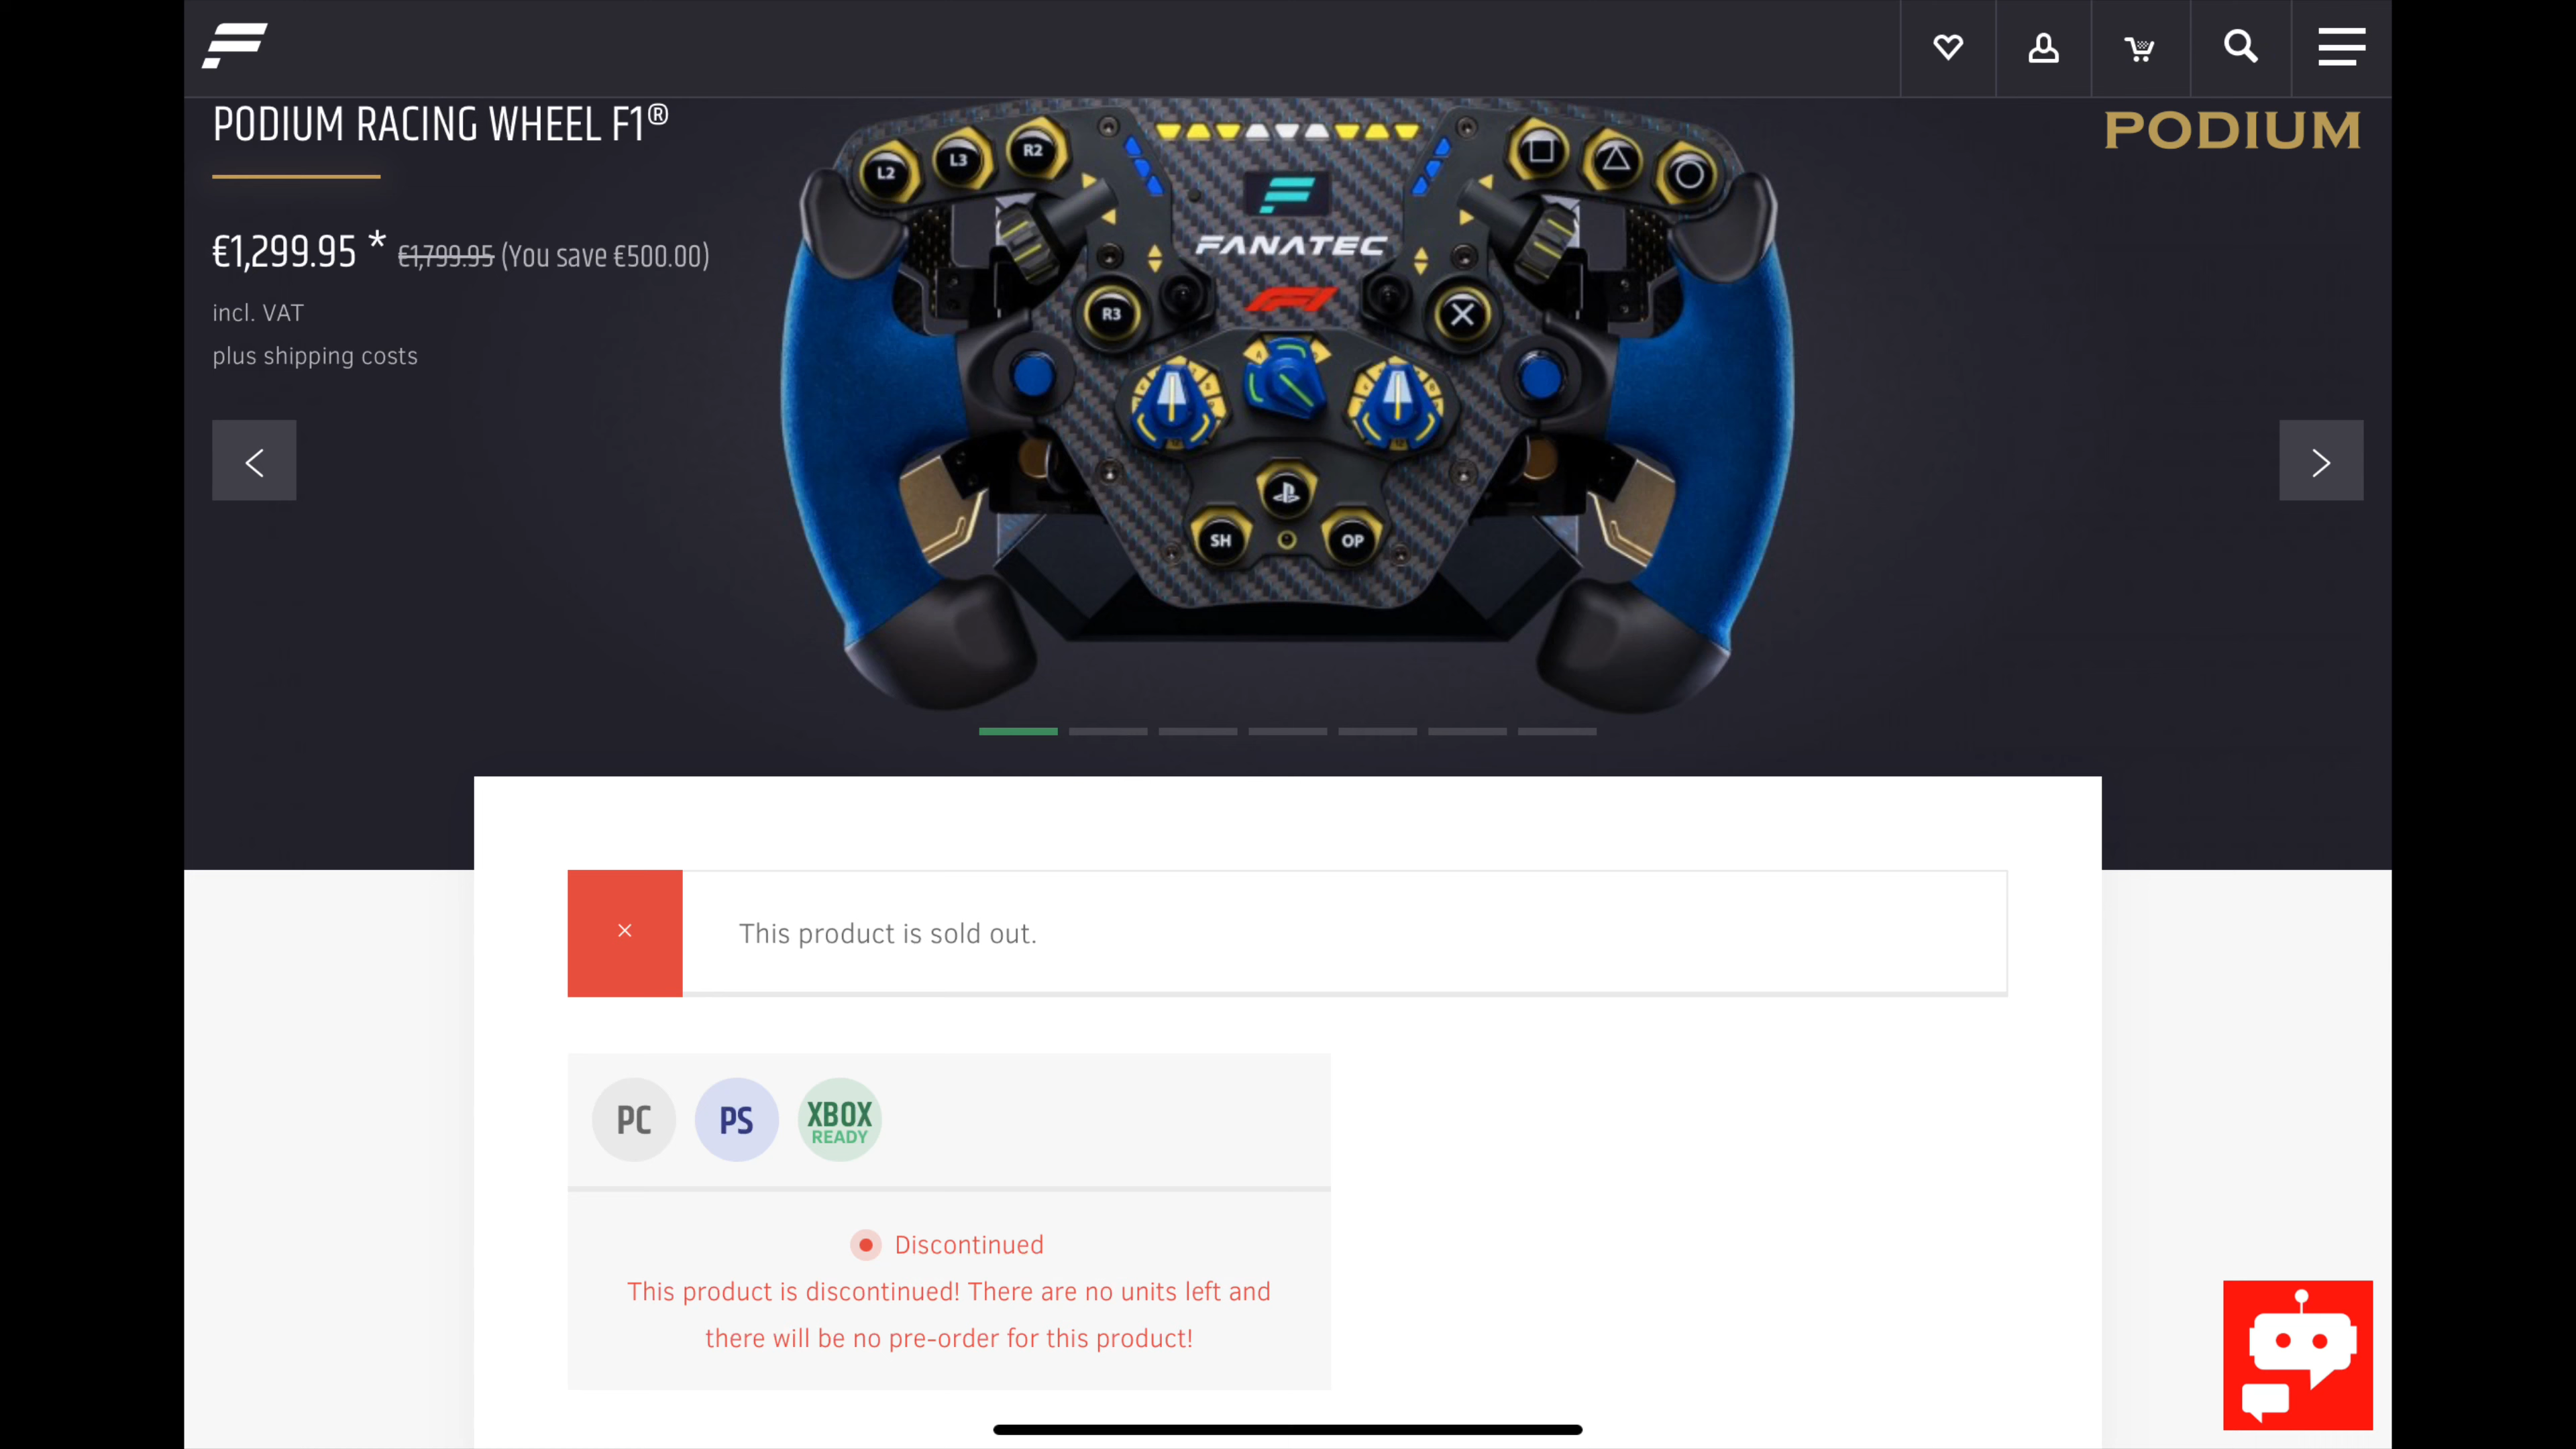 PODIUM RACING WHEEL F1®
PODIUM
€1,299.95 * €1,799.95 (You save €500.00)
incl. VAT
plus shipping costs
L2
L3
R2
FANATEC
F1
R3
SH
OP
This product is sold out.
PC
PS
XBOX
READY
Discontinued
This product is discontinued! There are no units left and
there will be no pre-order for this product!